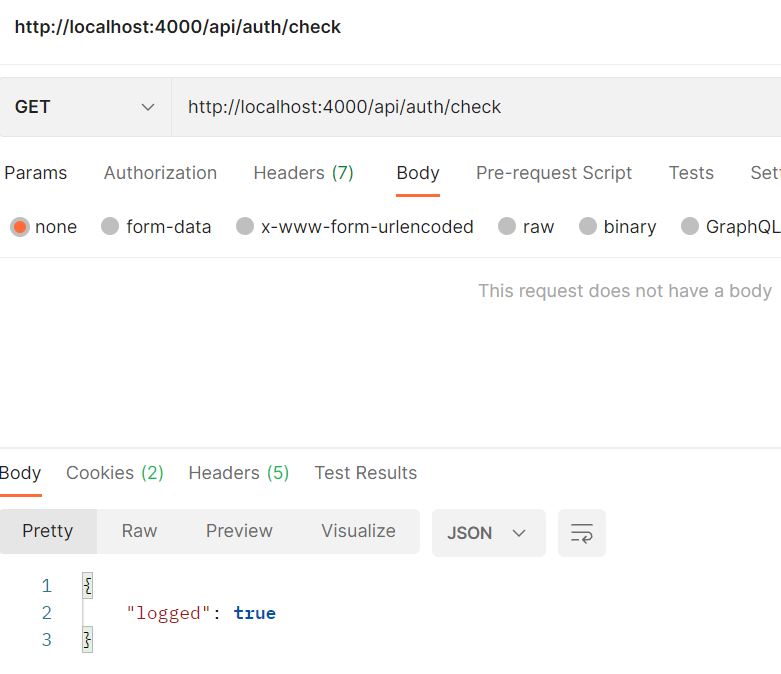 http://localhost:4000/api/auth/check
GET http://localhost:4000/api/auth/check
Params Authorization Headers (7) Body Pre-request Script Tests Set
none form-data x-www-form-urlencoded raw binary GraphQL
This request does not have a body
Body Cookies (2) Headers (5) Test Results
Pretty Raw Preview Visualize JSON
1 {
2 "logged": true
3 }